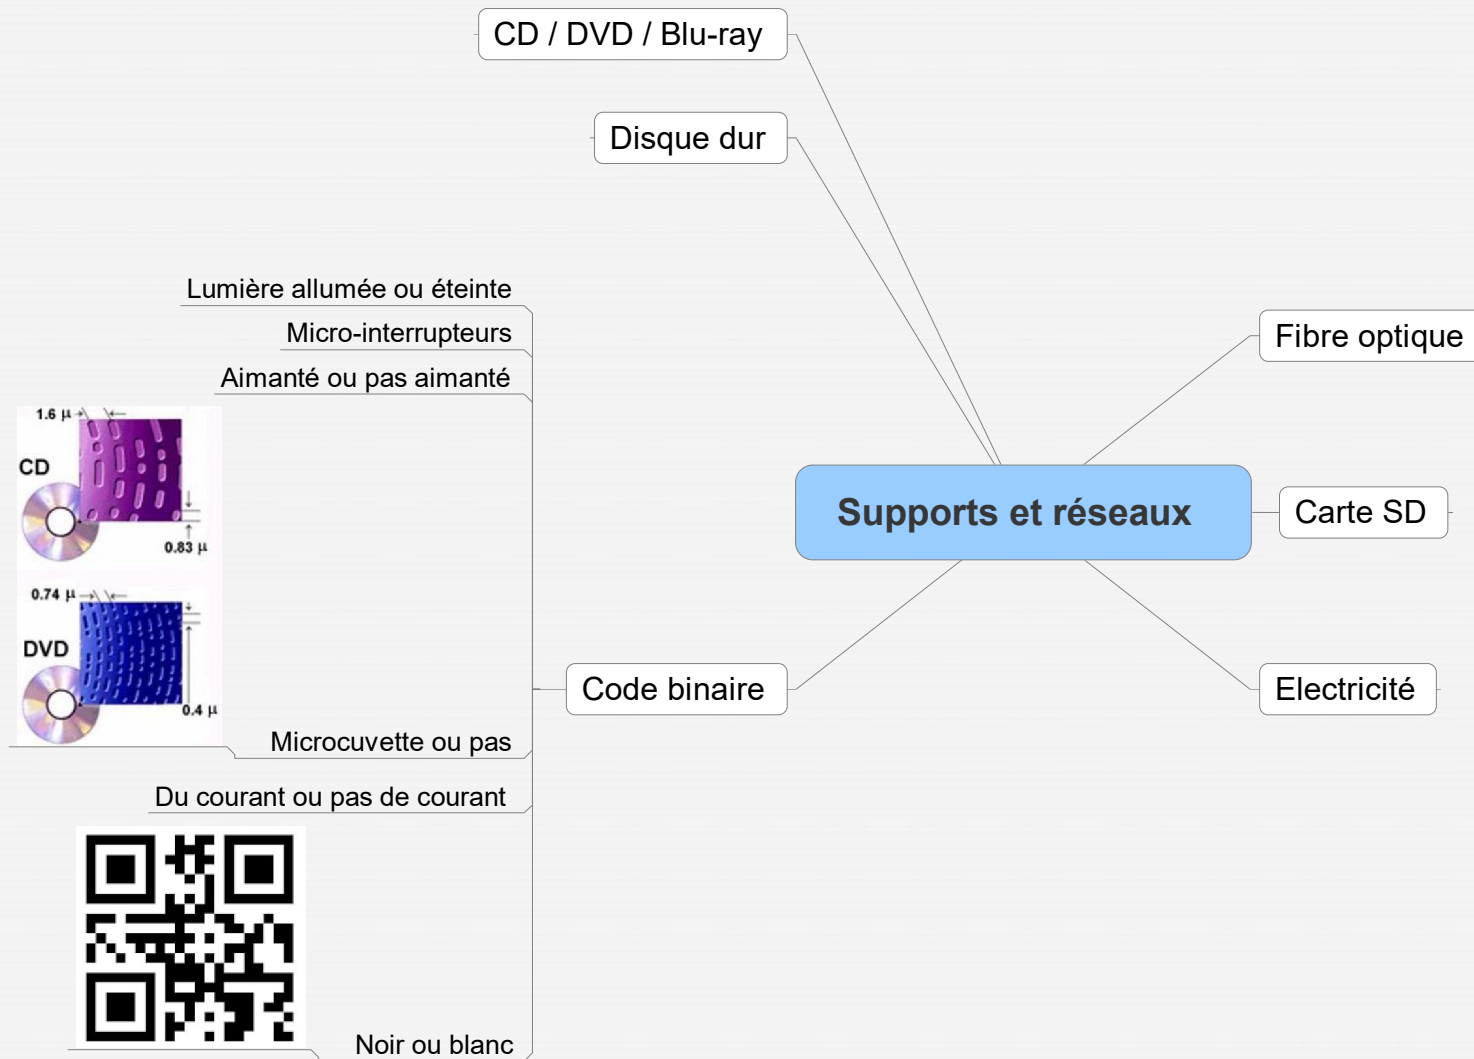 CD / DVD / Blu-ray
Disque dur
Lumière allumée ou éteinte
Micro-interrupteurs
Aimanté ou pas aimanté
1.6 µ
CD
0.83 µ
0.74 µ
DVD
0.4 µ
Microcuvette ou pas
Du courant ou pas de courant
Noir ou blanc
Code binaire
Supports et réseaux
Fibre optique
Carte SD
Electricité